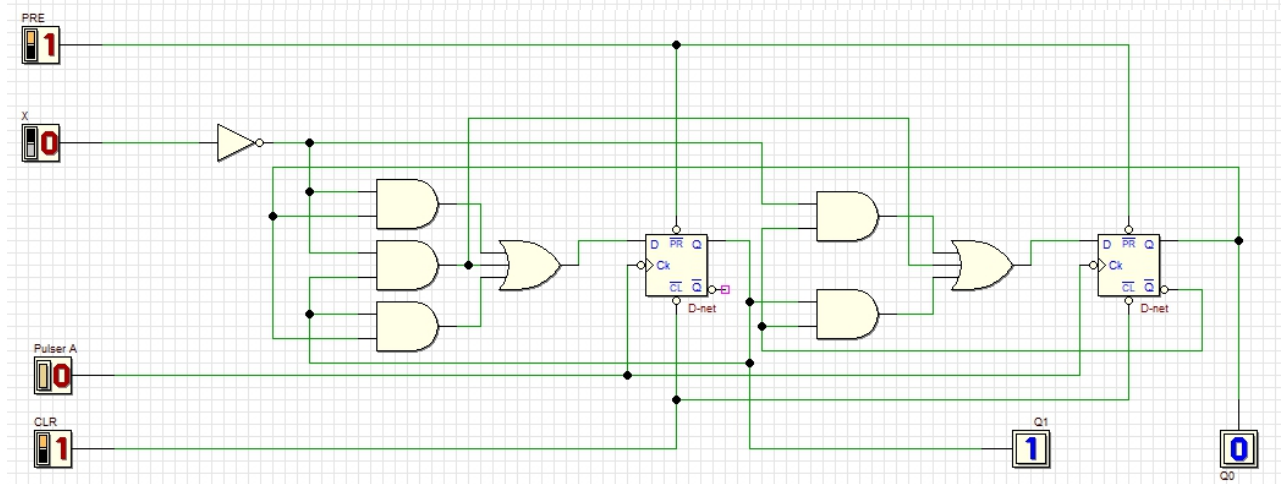 PRE
1
X
0
D PR Q
Ck
CL Q
D-net
D PR Q
Ck
CL Q
D-net
Pulser A
0
CLR
1
Q1
1
0
Q0